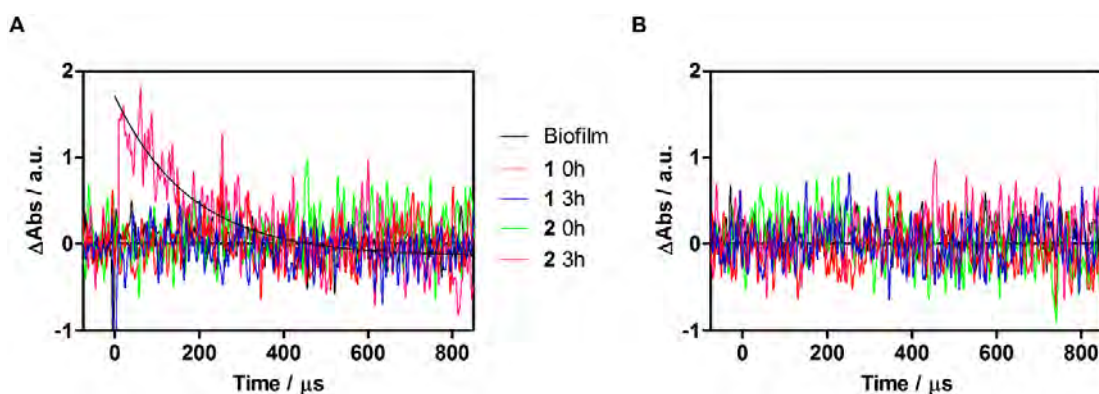 A
B
2
1
0
-1
ΔAbs / a.u.
0
200
400
600
800
Time / μs
Biofilm
1 0h
1 3h
2 0h
2 3h
2
1
0
-1
ΔAbs / a.u.
0
200
400
600
800
Time / μs